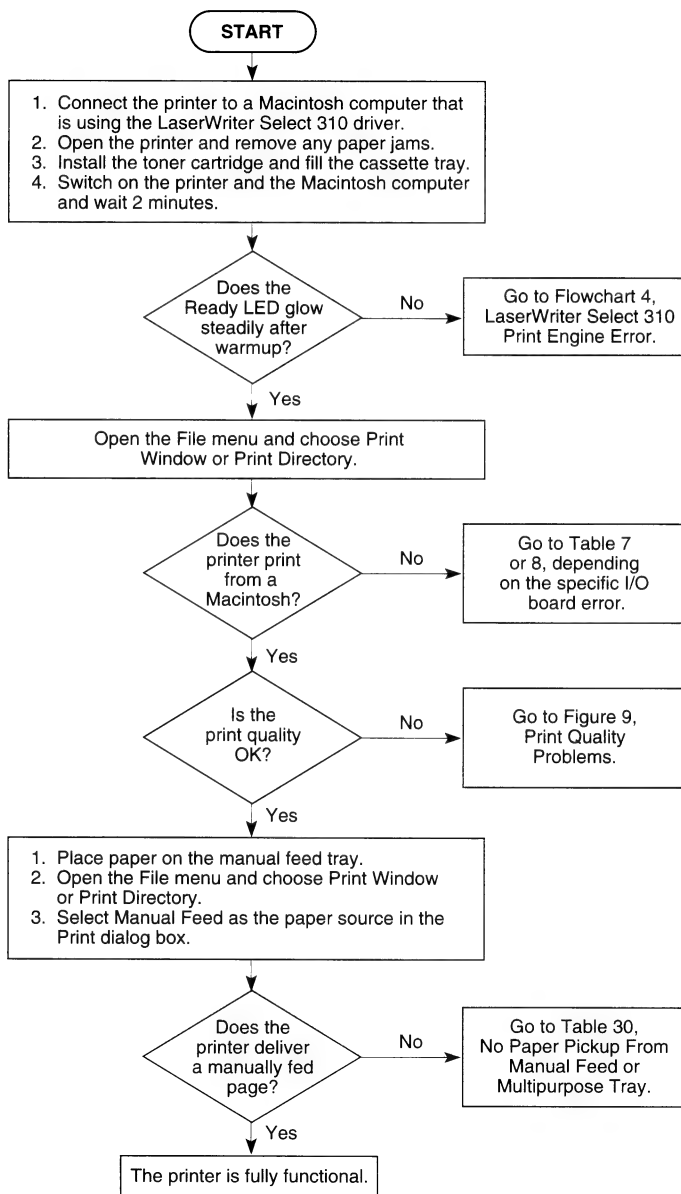 START
1. Connect the printer to a Macintosh computer that
is using the LaserWriter Select 310 driver.
2. Open the printer and remove any paper jams.
3. Install the toner cartridge and fill the cassette tray.
4. Switch on the printer and the Macintosh computer
and wait 2 minutes.
Does the
Ready LED glow
steadily after
warmup?
No
Go to Flowchart 4,
LaserWriter Select 310
Print Engine Error.
Yes
Open the File menu and choose Print
Window or Print Directory.
Does the
printer print
from a
Macintosh?
No
Go to Table 7
or 8, depending
on the specific I/O
board error.
Yes
Is the
print quality
OK?
No
Go to Figure 9,
Print Quality
Problems.
Yes
1. Place paper on the manual feed tray.
2. Open the File menu and choose Print Window
or Print Directory.
3. Select Manual Feed as the paper source in the
Print dialog box.
Does the
printer deliver
a manually fed
page?
No
Go to Table 30,
No Paper Pickup From
Manual Feed or
Multipurpose Tray.
Yes
The printer is fully functional.